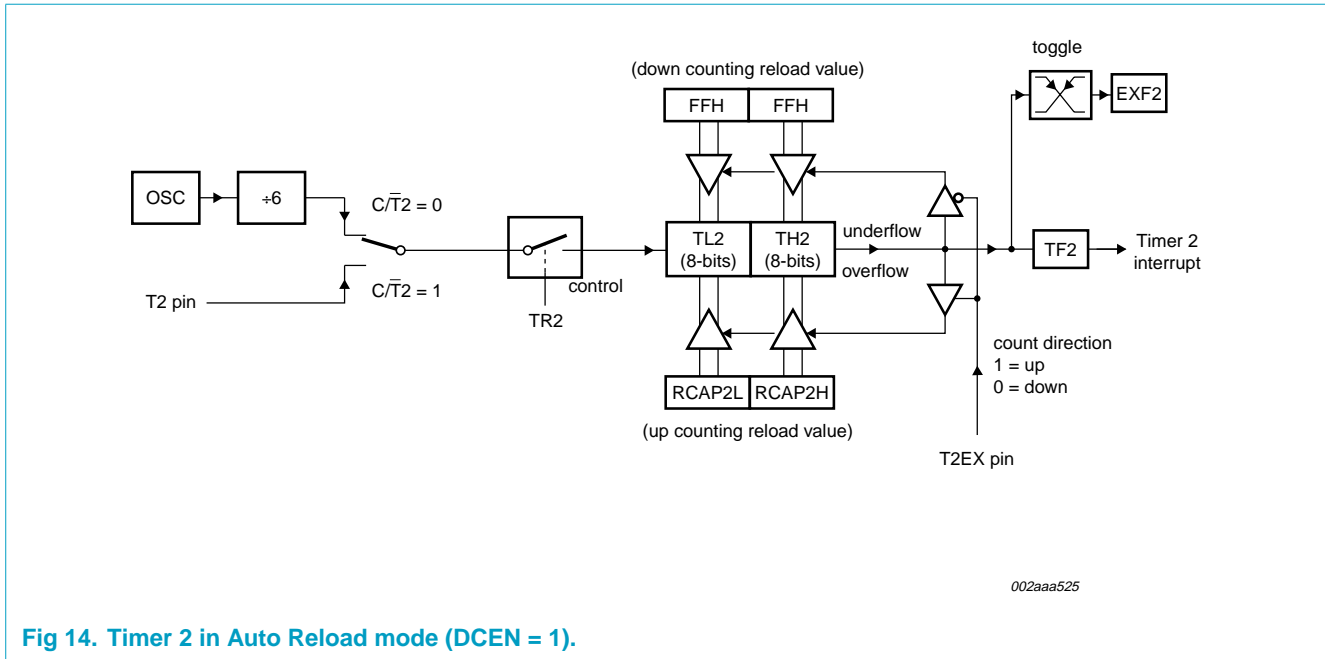 toggle
(down counting reload value)
FFH
FFH
EXF2
OSC
÷6
C/T̅2 = 0
TL2
(8-bits)
TH2
(8-bits)
underflow
overflow
TF2
Timer 2
interrupt
control
T2 pin
C/T̅2 = 1
TR2
count direction
1 = up
0 = down
RCAP2L
RCAP2H
(up counting reload value)
T2EX pin
002aaa525
Fig 14. Timer 2 in Auto Reload mode (DCEN = 1).